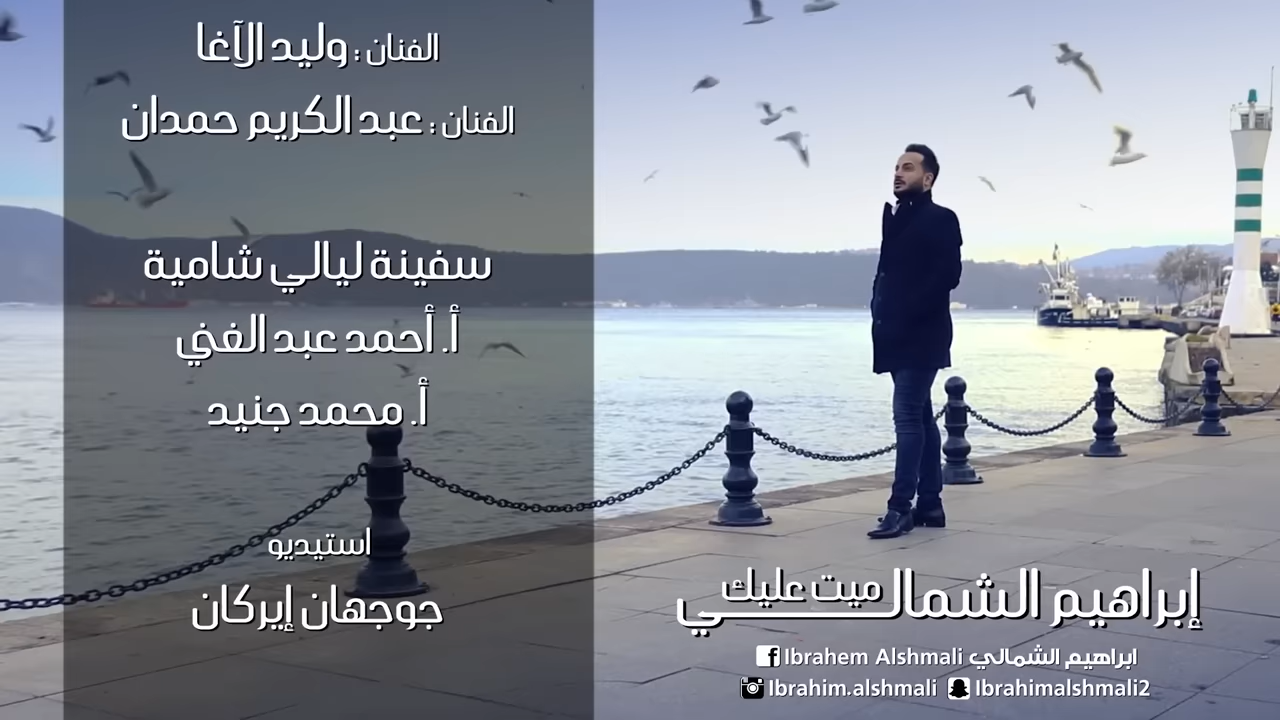 الفنان : وليد الآغا
الفنان : عبد الكريم حمدان
سفينة ليالي شامية
أ. أحمد عبد الغني
أ. محمد جنيد
استيديو
جوجهان إيركان
إبراهيم الشمالي
ميت عليك
Ibrahem Alshmali ابراهيم الشمالي
Ibrahim.alshmali Ibrahimalshmali2